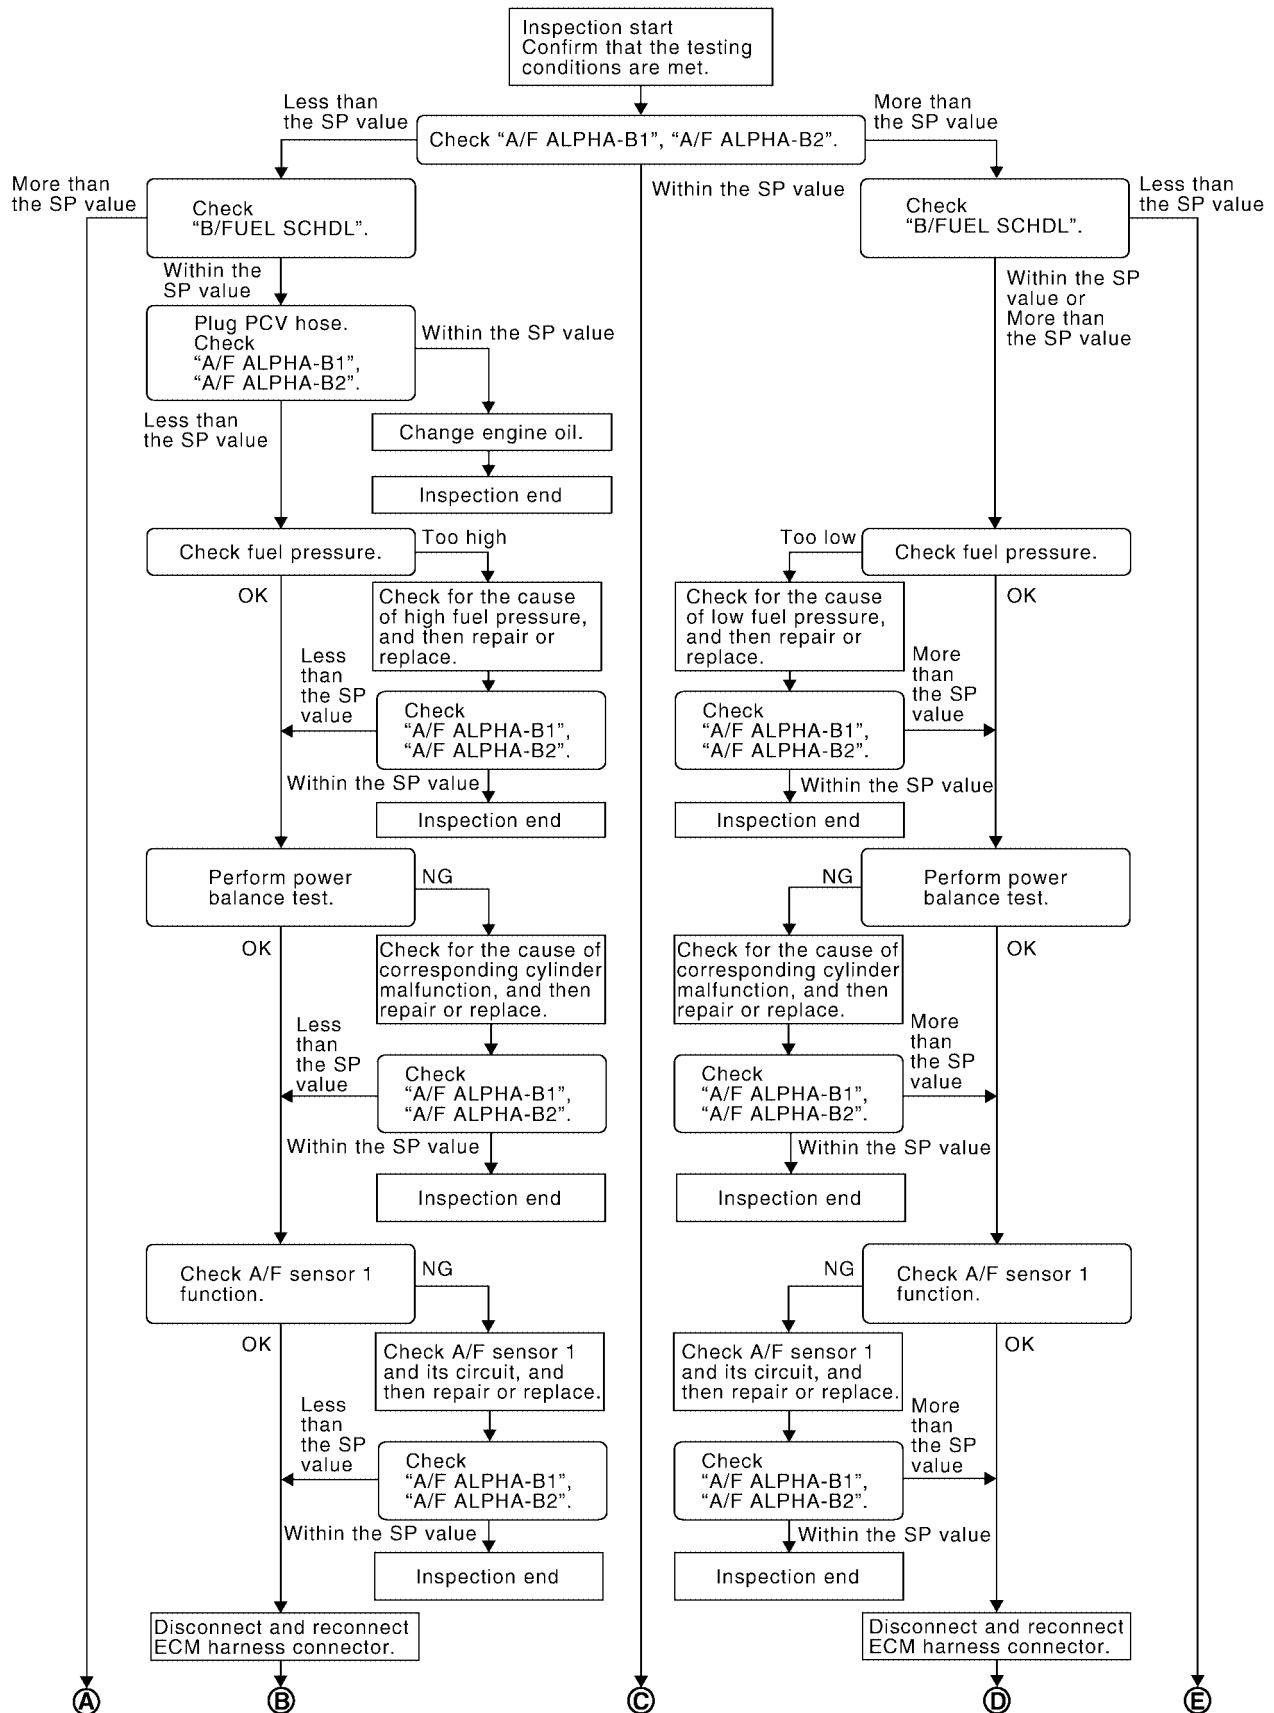 Inspection start
Confirm that the testing
conditions are met.
Less than
the SP value
More than
the SP value
Check “A/F ALPHA-B1”, “A/F ALPHA-B2”.
More than
the SP value
Within the SP value
Less than
the SP value
Check
“B/FUEL SCHDL”.
Check
“B/FUEL SCHDL”.
Within the
SP value
Within the SP
value or
More than
the SP value
Plug PCV hose.
Check
“A/F ALPHA-B1”,
“A/F ALPHA-B2”.
Within the SP value
Less than
the SP value
Change engine oil.
Inspection end
Check fuel pressure.
Too high
Too low
Check fuel pressure.
OK
OK
Check for the cause
of high fuel pressure,
and then repair or
replace.
Check for the cause
of low fuel pressure,
and then repair or
replace.
Less
than
the SP
value
More
than
the SP
value
Check
“A/F ALPHA-B1”,
“A/F ALPHA-B2”.
Check
“A/F ALPHA-B1”,
“A/F ALPHA-B2”.
Within the SP value
Within the SP value
Inspection end
Inspection end
Perform power
balance test.
NG
NG
Perform power
balance test.
OK
OK
Check for the cause of
corresponding cylinder
malfunction, and then
repair or replace.
Check for the cause of
corresponding cylinder
malfunction, and then
repair or replace.
Less
than
the SP
value
More
than
the SP
value
Check
“A/F ALPHA-B1”,
“A/F ALPHA-B2”.
Check
“A/F ALPHA-B1”,
“A/F ALPHA-B2”.
Within the SP value
Within the SP value
Inspection end
Inspection end
Check A/F sensor 1
function.
NG
NG
Check A/F sensor 1
function.
OK
OK
Check A/F sensor 1
and its circuit, and
then repair or replace.
Check A/F sensor 1
and its circuit, and
then repair or replace.
Less
than
the SP
value
More
than
the SP
value
Check
“A/F ALPHA-B1”,
“A/F ALPHA-B2”.
Check
“A/F ALPHA-B1”,
“A/F ALPHA-B2”.
Within the SP value
Within the SP value
Inspection end
Inspection end
Disconnect and reconnect
ECM harness connector.
Disconnect and reconnect
ECM harness connector.
A
B
C
D
E